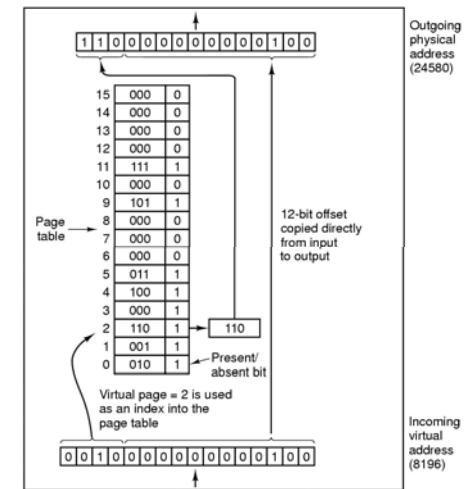 1 1 0 0 0 0 0 0 0 0 0 0 1 0 0
Outgoing
physical
address
(24580)
15 000 0
14 000 0
13 000 0
12 000 0
11 111 1
10 000 0
9 101 1
8 000 0
7 000 0
6 000 0
5 011 1
4 100 1
3 000 1
2 110 1 110
1 001 1
0 010 1
Page
table
12-bit offset
copied directly
from input
to output
Present/
absent bit
Virtual page = 2 is used
as an index into the
page table
0 0 1 0 0 0 0 0 0 0 0 0 0 1 0 0
Incoming
virtual
address
(8196)